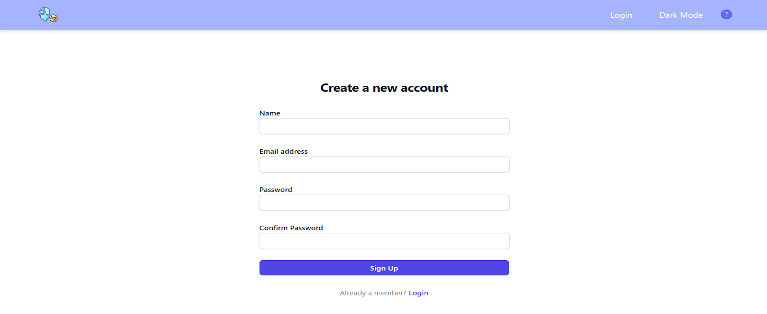 Login Dark Mode ?
Create a new account
Name
Email address
Password
Confirm Password
Sign Up
Already a member? Login